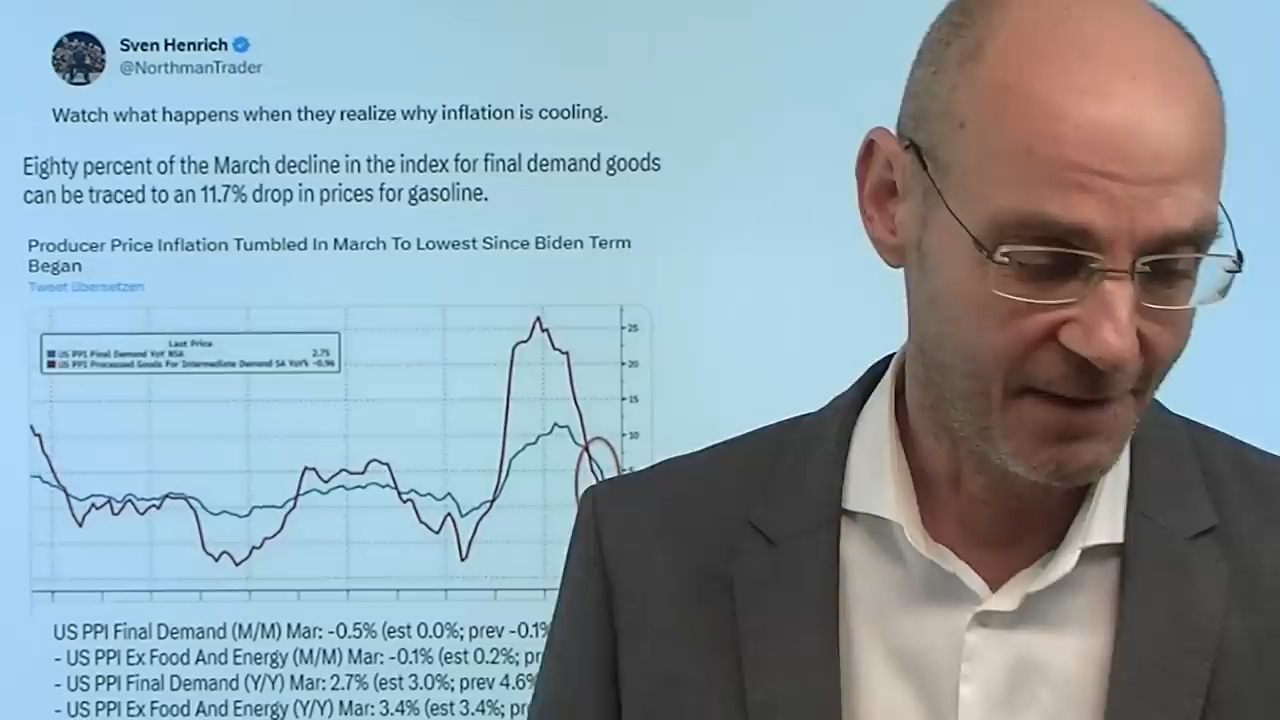 Sven Henrich
@NorthmanTrader
Watch what happens when they realize why inflation is cooling.
Eighty percent of the March decline in the index for final demand goods
can be traced to an 11.7% drop in prices for gasoline.
Producer Price Inflation Tumbled In March To Lowest Since Biden Term
Began
Tweet übersetzen
Last Price
US PPI Final Demand YoY NSA 2.75
US PPI Processed Goods For Intermediate Demand SA YoY% -0.96
25
20
15
10
5
US PPI Final Demand (M/M) Mar: -0.5% (est 0.0%; prev -0.1%
- US PPI Ex Food And Energy (M/M) Mar: -0.1% (est 0.2%; pr
- US PPI Final Demand (Y/Y) Mar: 2.7% (est 3.0%; prev 4.6%
- US PPI Ex Food And Energy (Y/Y) Mar: 3.4% (est 3.4%; pr